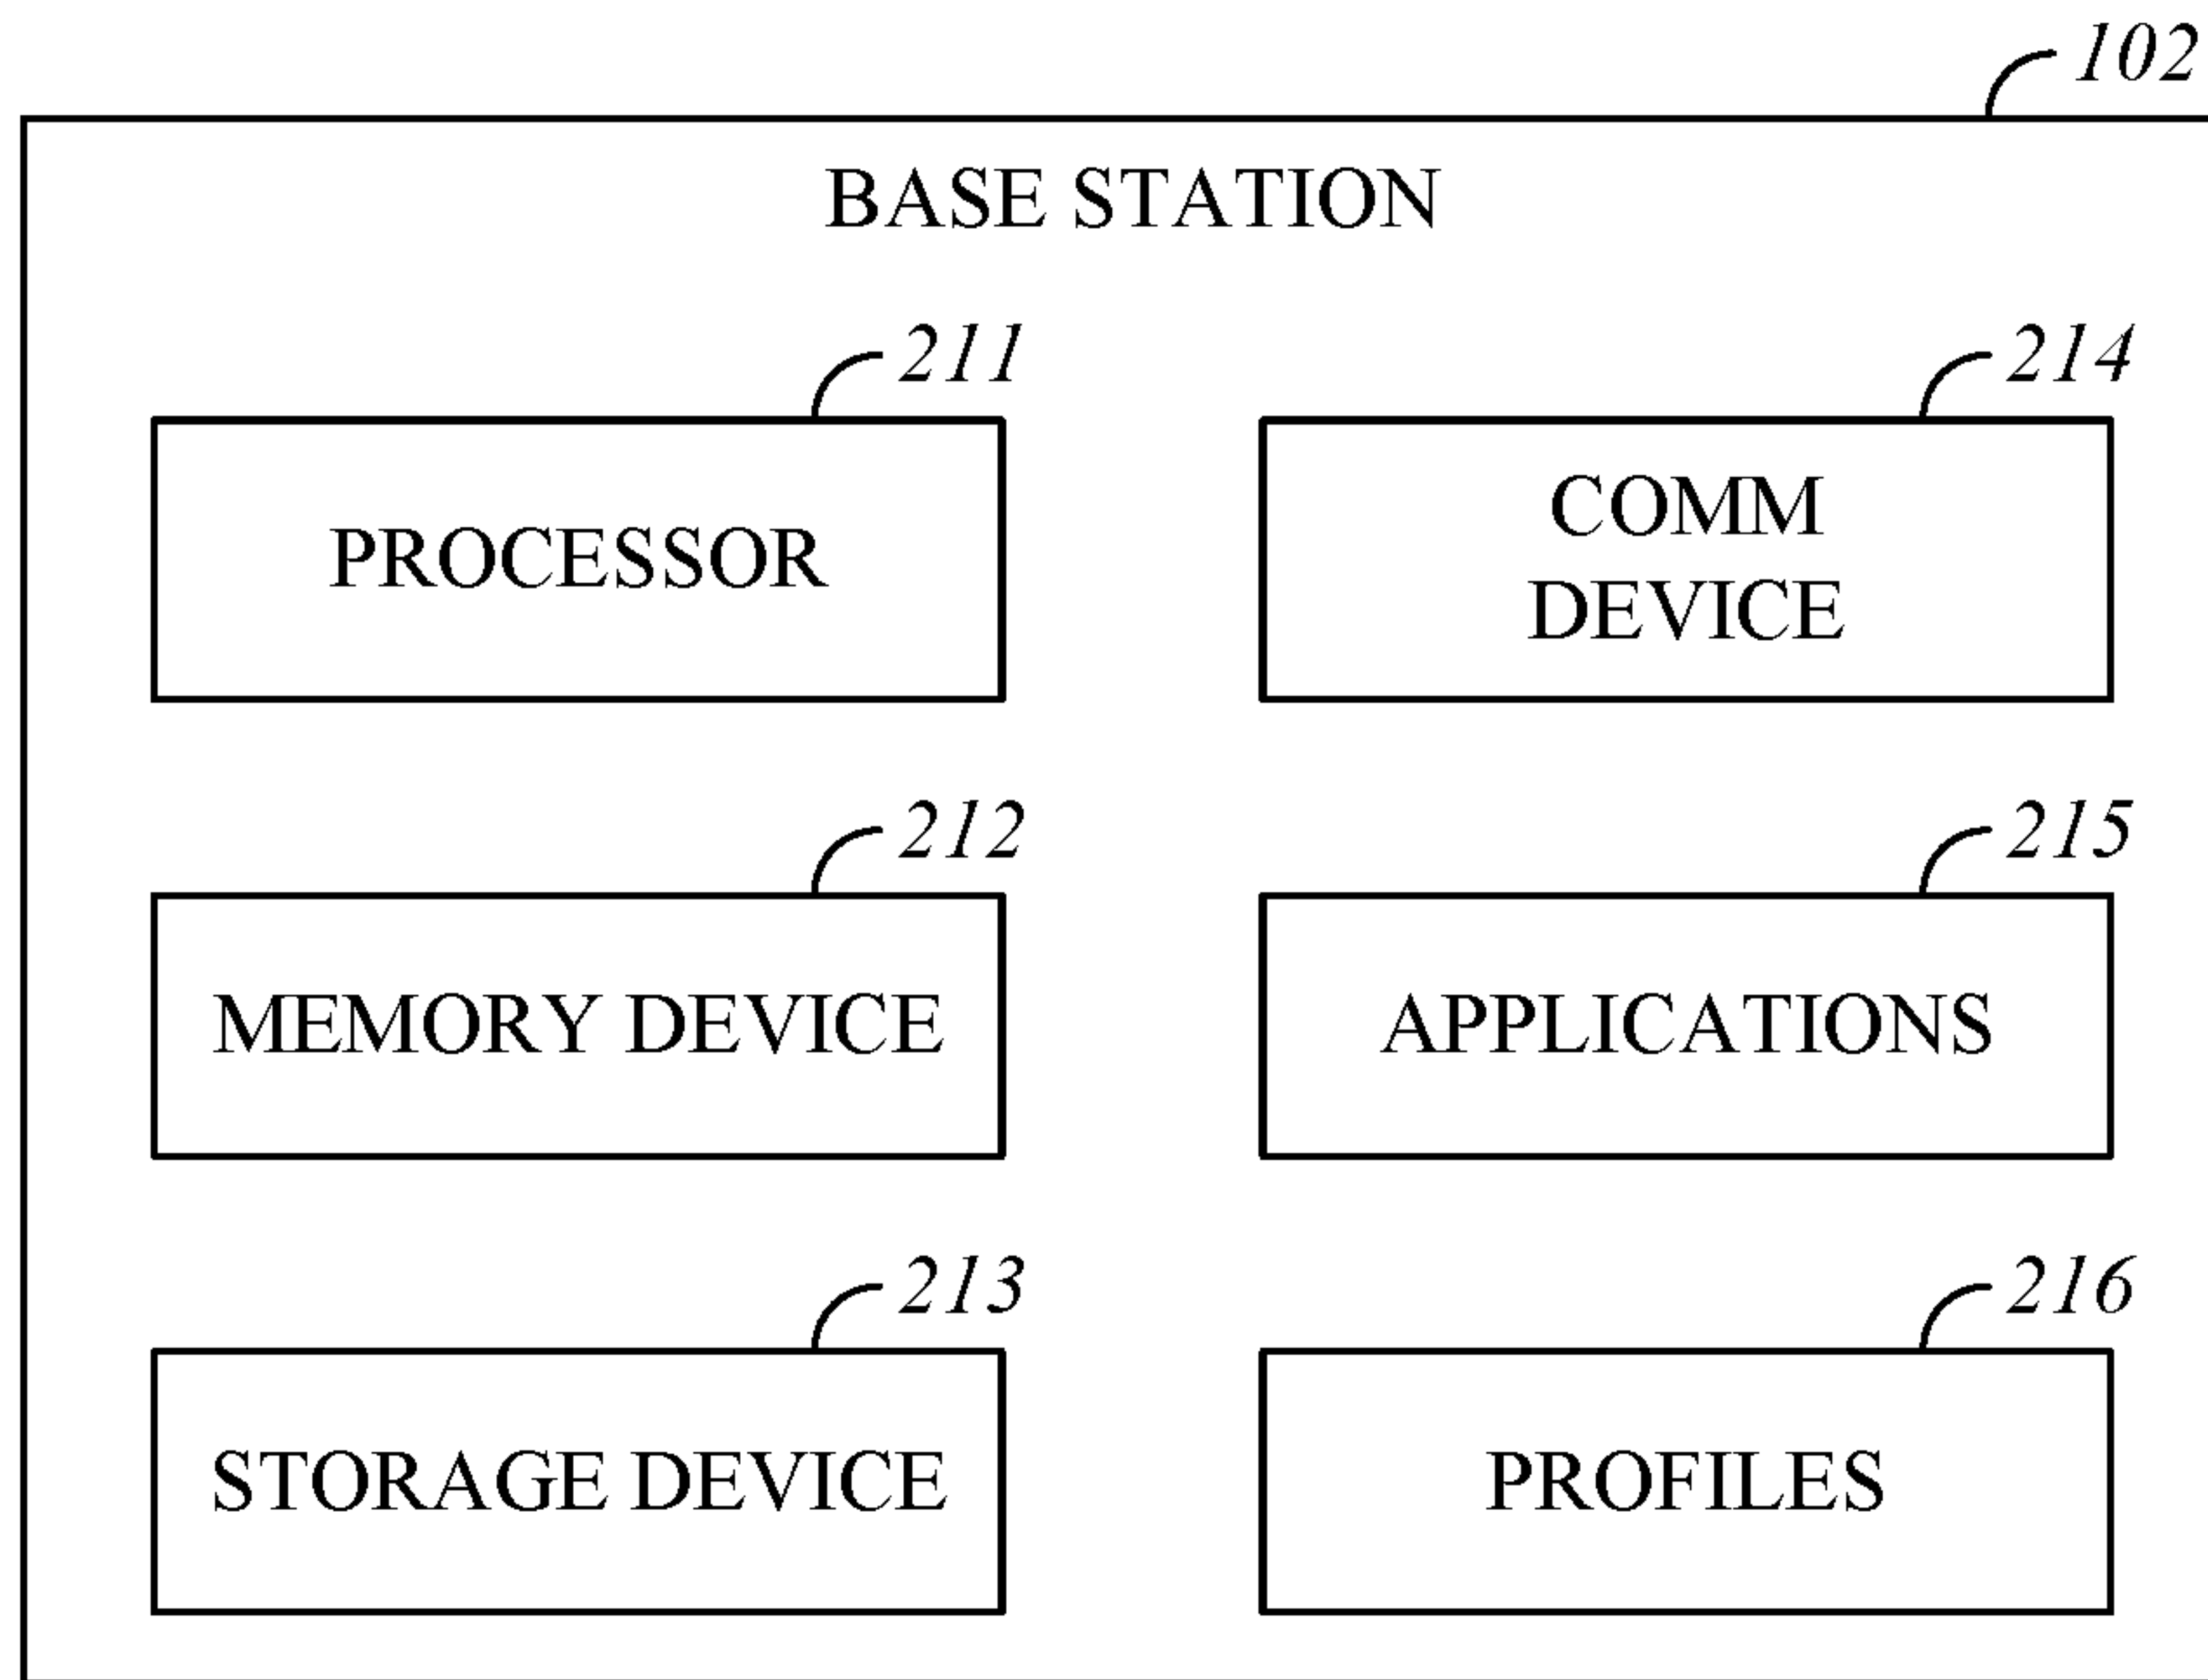 102
BASE STATION
211
PROCESSOR
214
COMM
DEVICE
212
MEMORY DEVICE
215
APPLICATIONS
213
STORAGE DEVICE
216
PROFILES